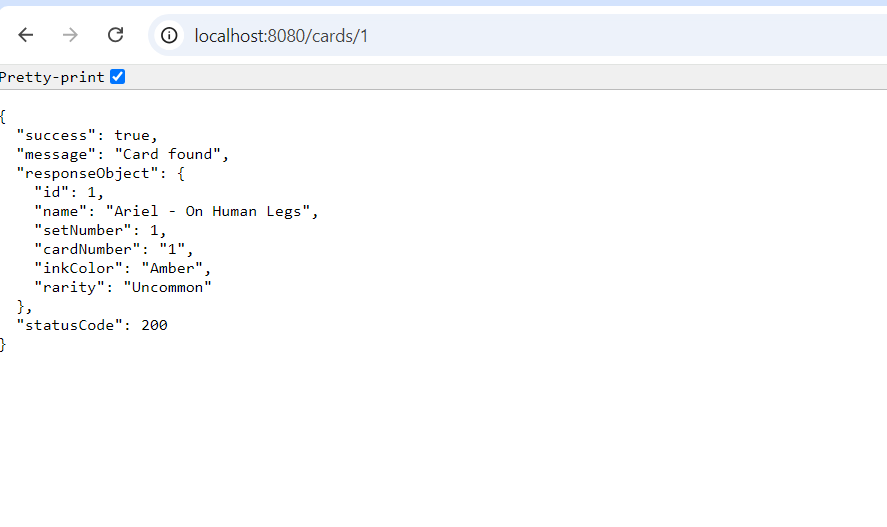 localhost:8080/cards/1
Pretty-print
{
  "success": true,
  "message": "Card found",
  "responseObject": {
    "id": 1,
    "name": "Ariel - On Human Legs",
    "setNumber": 1,
    "cardNumber": "1",
    "inkColor": "Amber",
    "rarity": "Uncommon"
  },
  "statusCode": 200
}